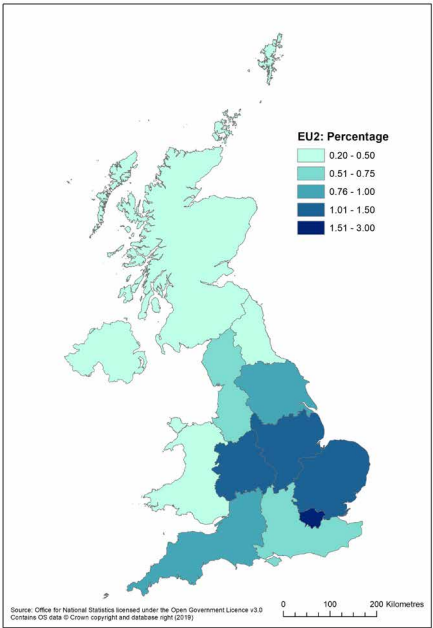 EU2: Percentage
0.20 - 0.50
0.51 - 0.75
0.76 - 1.00
1.01 - 1.50
1.51 - 3.00
Source: Office for National Statistics licensed under the Open Government Licence v3.0
Contains OS data © Crown copyright and database right (2019)
0 100 200 Kilometres